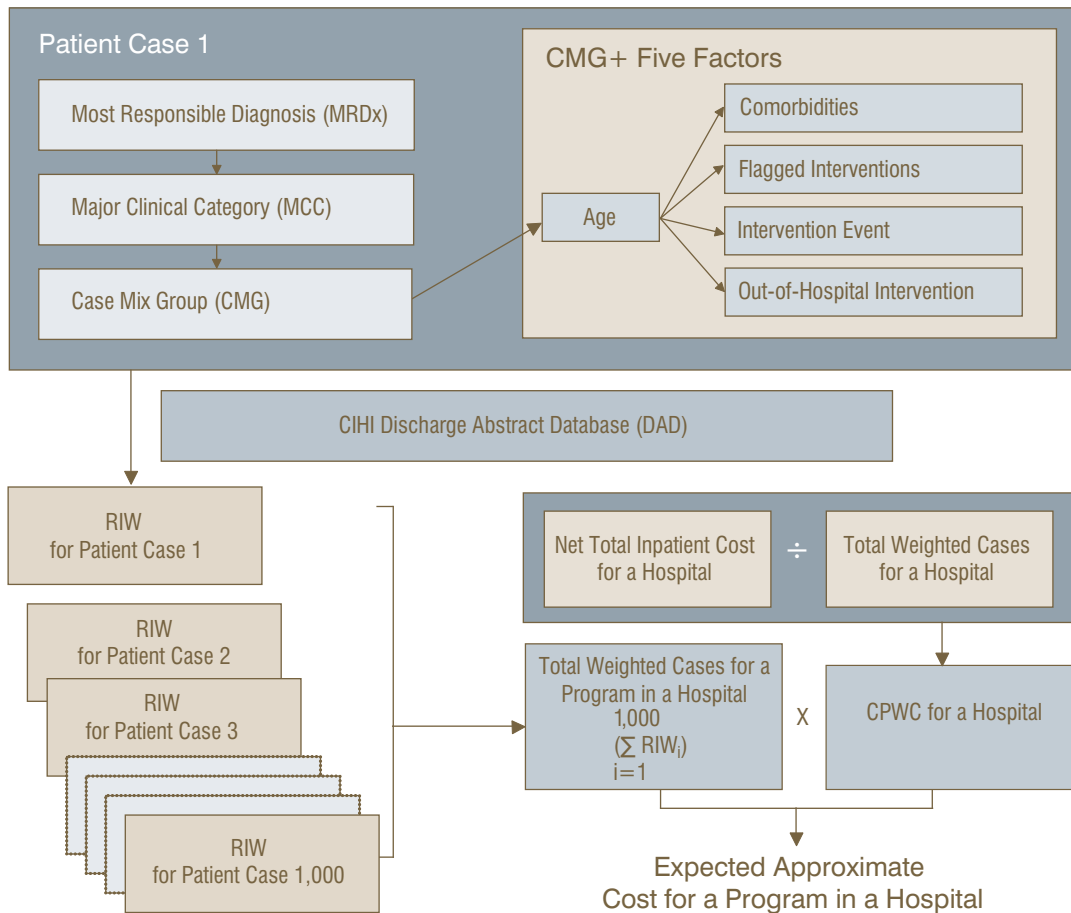 Patient Case 1
Most Responsible Diagnosis (MRDx)
Major Clinical Category (MCC)
Case Mix Group (CMG)
CMG+ Five Factors
Age
Comorbidities
Flagged Interventions
Intervention Event
Out-of-Hospital Intervention
CIHI Discharge Abstract Database (DAD)
RIW
for Patient Case 1
RIW
for Patient Case 2
RIW
for Patient Case 3
RIW
for Patient Case 1,000
Net Total Inpatient Cost
for a Hospital
÷
Total Weighted Cases
for a Hospital
Total Weighted Cases for a
Program in a Hospital
1,000
(∑ RIWᵢ)
i=1
X
CPWC for a Hospital
Expected Approximate
Cost for a Program in a Hospital